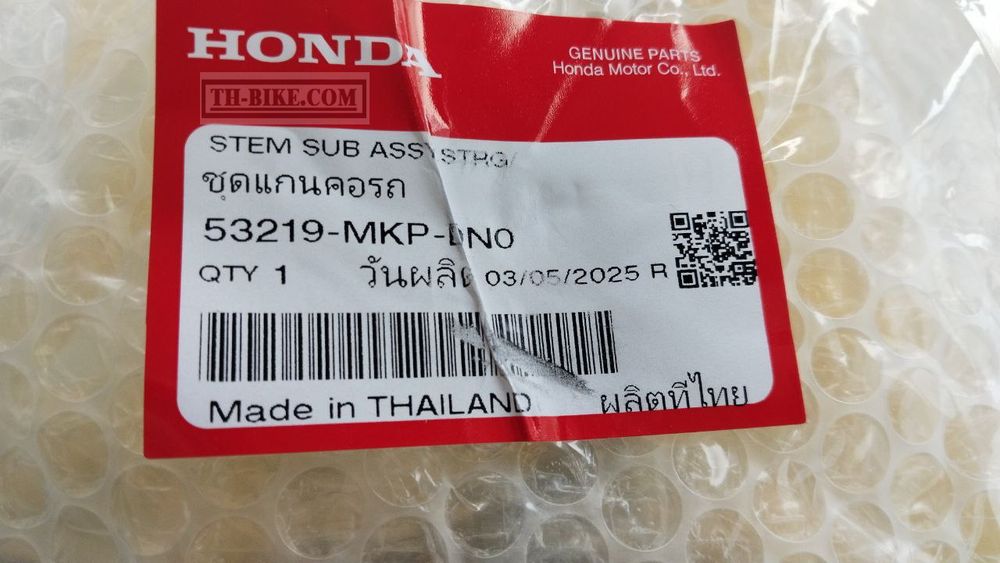 HONDA
GENUINE PARTS
Honda Motor Co., Ltd.
TH-BIKE.COM
STEM SUB ASSY STRG/
ชุดแกนคอรถ
53219-MKP-DN0
QTY 1 วันผลิต 03/05/2025 R
Made in THAILAND ผลิตที่ไทย